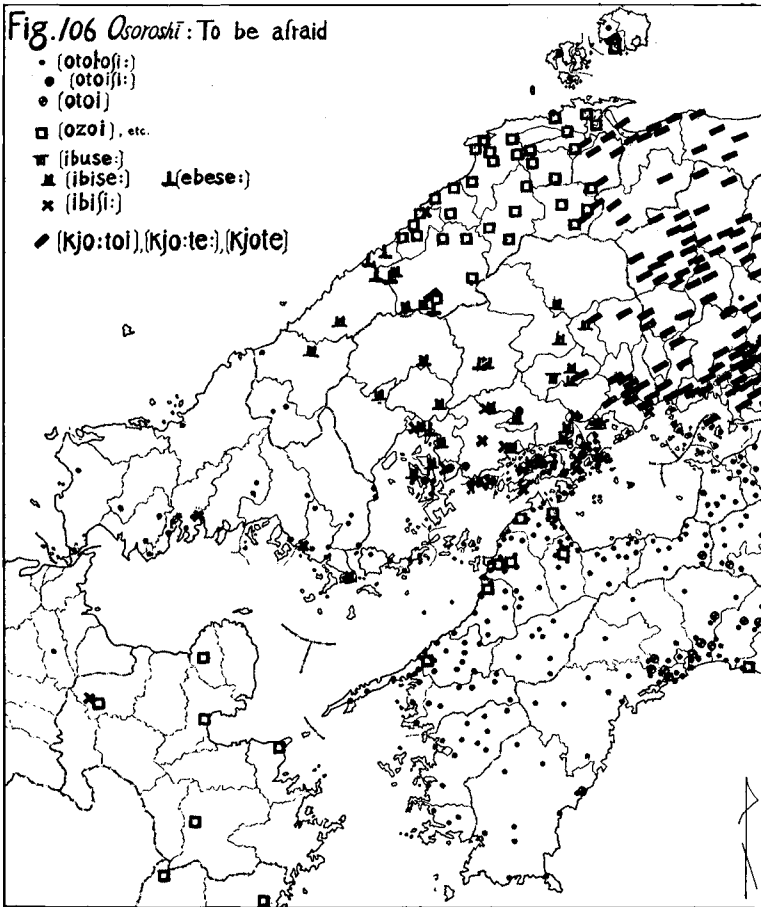 Fig. 106 Osoroshī : To be afraid
(otoɾoʃi:)
(otoiʃi:)
(otoi)
(ozoi), etc.
(ibuse:)
(ibise:) (ebese:)
(ibiʃi:)
(kjo:toi), (kjo:te:), (kjote)